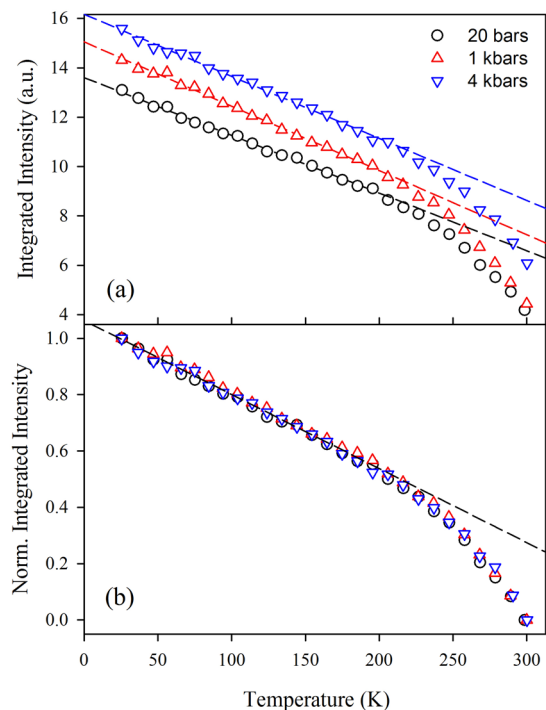 16
14
12
10
8
6
4
Integrated Intensity (a.u.)
20 bars
1 kbars
4 kbars
(a)
1.0
0.8
0.6
0.4
0.2
0.0
Norm. Integrated Intensity
(b)
0 50 100 150 200 250 300
Temperature (K)